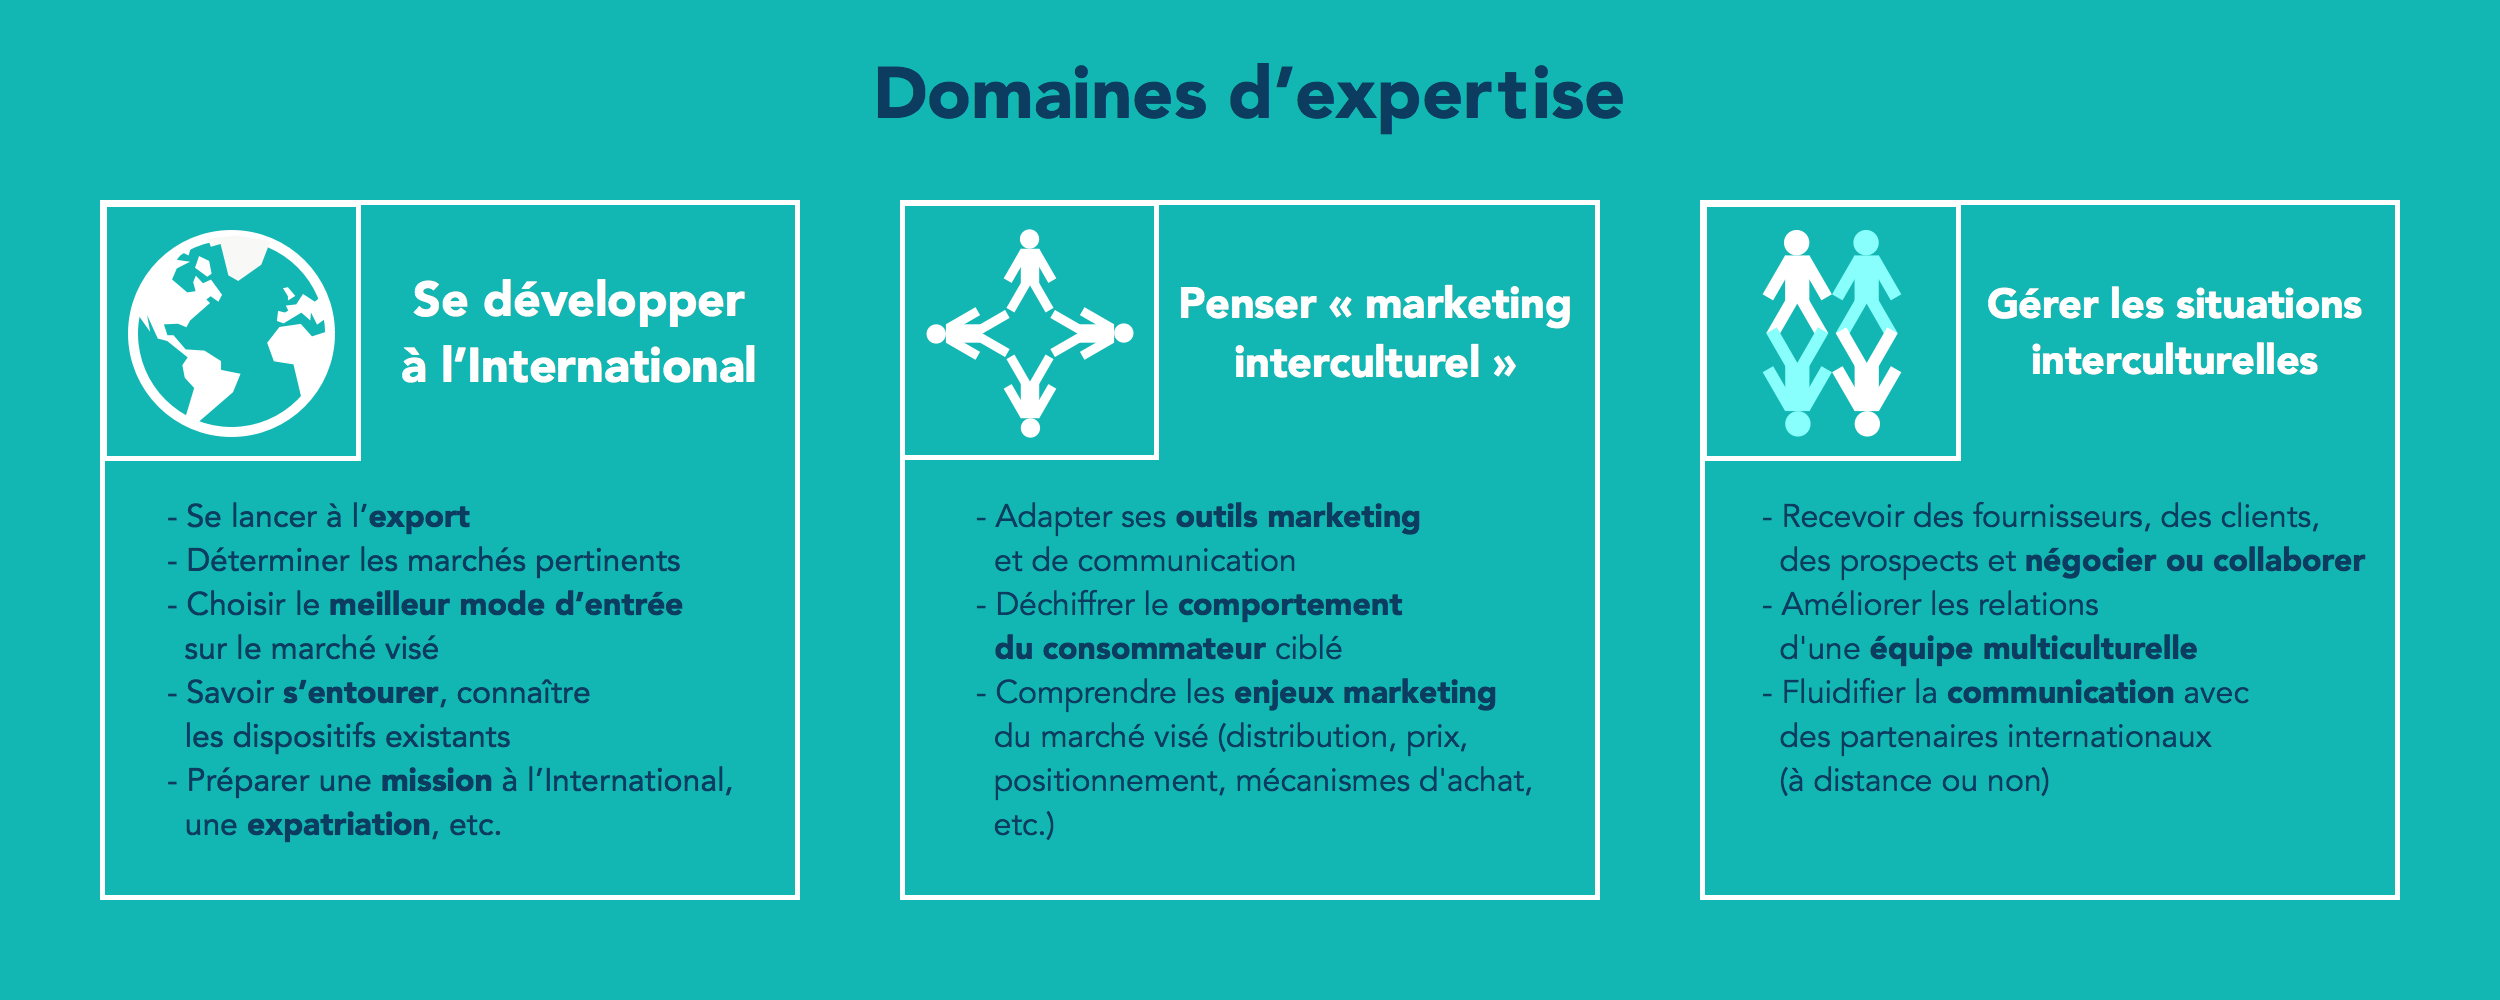 Domaines d’expertise
Se développer
à l’International
- Se lancer à l’export
- Déterminer les marchés pertinents
- Choisir le meilleur mode d’entrée
sur le marché visé
- Savoir s’entourer, connaître
les dispositifs existants
- Préparer une mission à l’International,
une expatriation, etc.
Penser « marketing
interculturel »
- Adapter ses outils marketing
et de communication
- Déchiffrer le comportement
du consommateur ciblé
- Comprendre les enjeux marketing
du marché visé (distribution, prix,
positionnement, mécanismes d'achat,
etc.)
Gérer les situations
interculturelles
- Recevoir des fournisseurs, des clients,
des prospects et négocier ou collaborer
- Améliorer les relations
d'une équipe multiculturelle
- Fluidifier la communication avec
des partenaires internationaux
(à distance ou non)